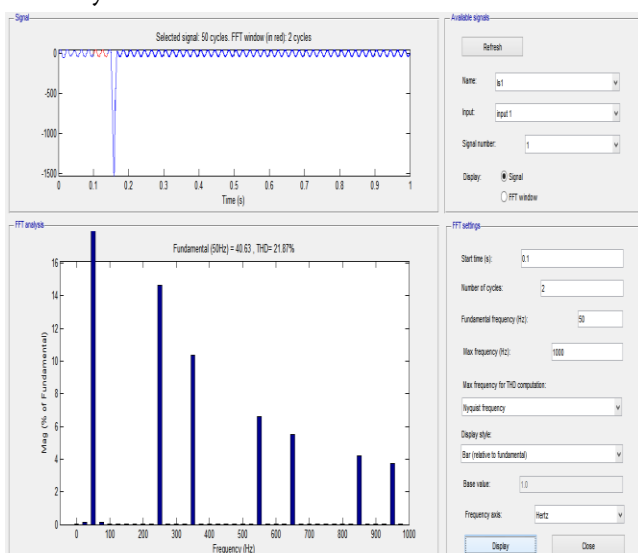 Signal
Selected signal: 50 cycles. FFT window (in red): 2 cycles
0
-500
-1000
-1500
0 0.1 0.2 0.3 0.4 0.5 0.6 0.7 0.8 0.9 1
Time (s)
Available signals
Refresh
Name: Is1
Input: input 1
Signal number: 1
Display: Signal
FFT window
FFT analysis
Fundamental (50Hz) = 40.63 , THD= 21.87%
16
14
12
10
8
6
4
2
0
Mag (% of Fundamental)
0 100 200 300 400 500 600 700 800 900 1000
Frequency (Hz)
FFT settings
Start time (s): 0.1
Number of cycles: 2
Fundamental frequency (Hz): 50
Max frequency (Hz): 1000
Max frequency for THD computation:
Nyquist frequency
Display style:
Bar (relative to fundamental)
Base value: 1.0
Frequency axis: Hertz
Display Close